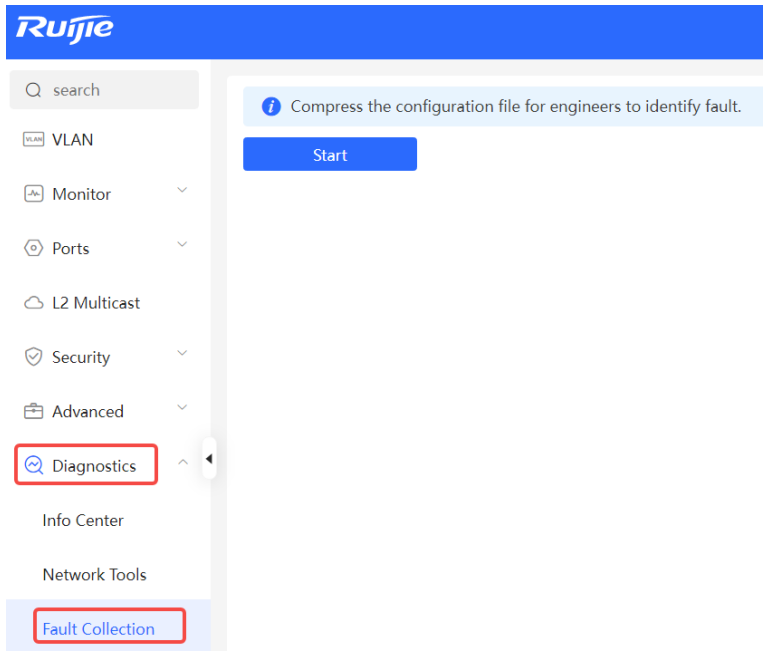 Ruijie
search
Compress the configuration file for engineers to identify fault.
Start
VLAN VLAN
Monitor
Ports
L2 Multicast
Security
Advanced
Diagnostics
Info Center
Network Tools
Fault Collection